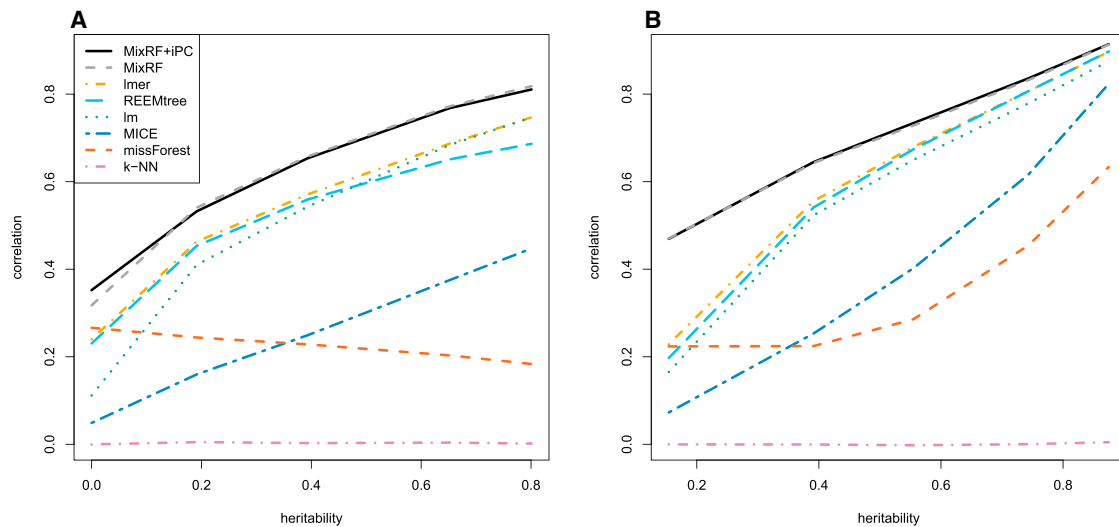 A
MixRF+iPC
MixRF
lmer
REEMtree
lm
MICE
missForest
k−NN
correlation
0.8
0.6
0.4
0.2
0.0
0.0 0.2 0.4 0.6 0.8
heritability
B
correlation
0.8
0.6
0.4
0.2
0.0
0.2 0.4 0.6 0.8
heritability